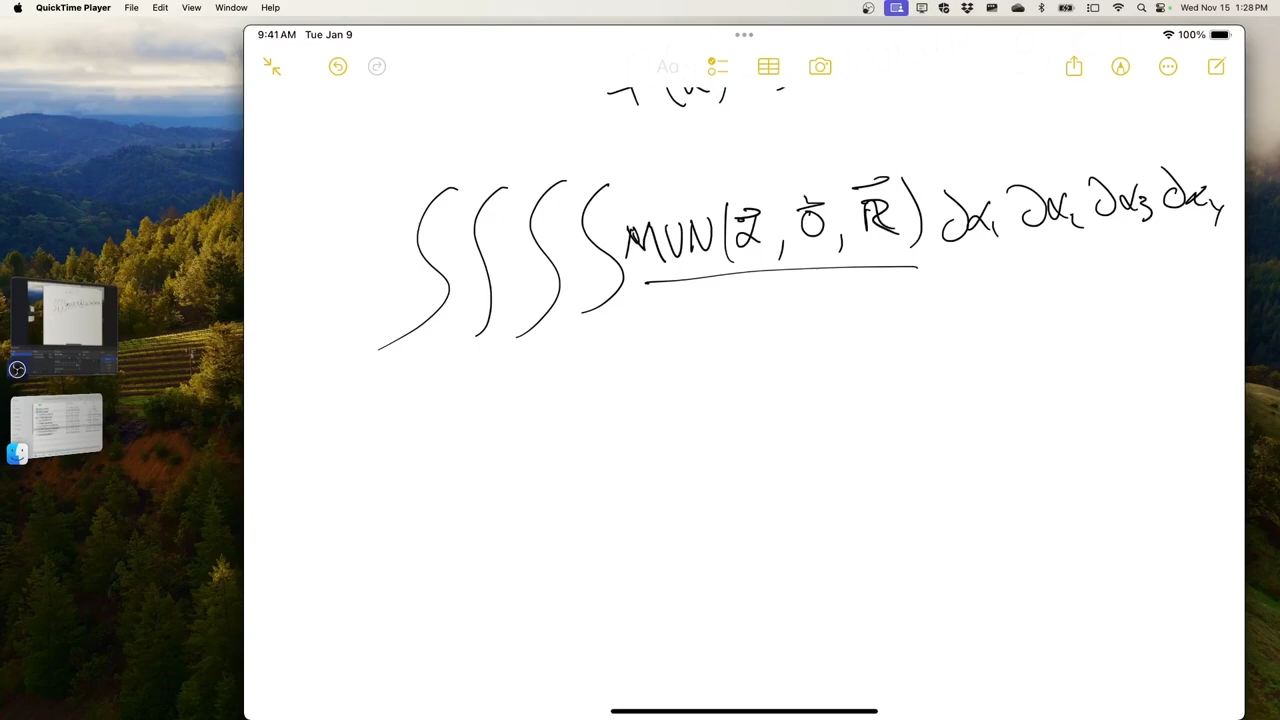 QuickTime Player File Edit View Window Help Wed Nov 15 1:28 PM
9:41 AM Tue Jan 9 100%
Aa
∫∫∫∫ MVN(z⃗, 0⃗, R⃗) ∂x₁ ∂x₂ ∂x₃ ∂x₄